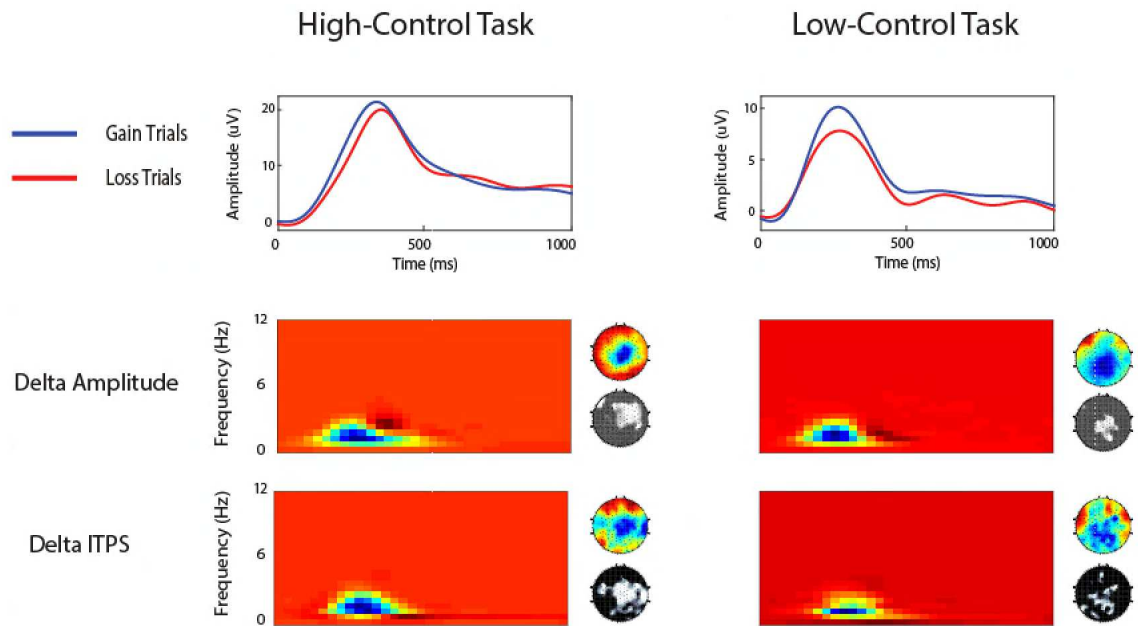 High-Control Task
Low-Control Task
Gain Trials
Loss Trials
Amplitude (uV)
20
10
0
0
500
1000
Time (ms)
Amplitude (uV)
10
5
0
0
500
1000
Time (ms)
Delta Amplitude
Frequency (Hz)
12
6
0
Delta ITPS
Frequency (Hz)
12
6
0